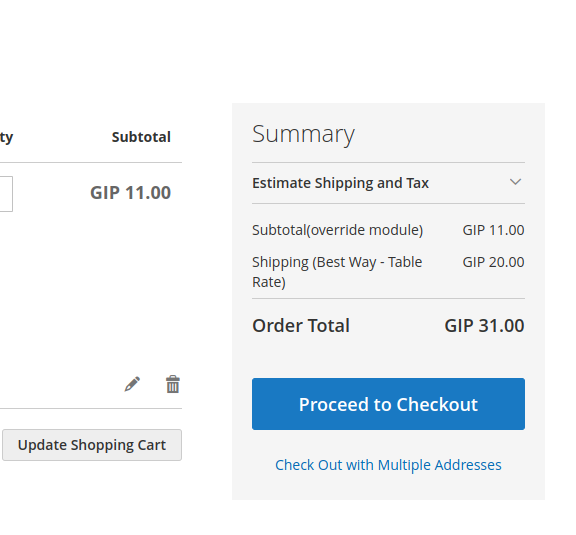 ty
Subtotal
GIP 11.00
Update Shopping Cart
Summary
Estimate Shipping and Tax
Subtotal(override module) GIP 11.00
Shipping (Best Way - Table GIP 20.00
Rate)
Order Total GIP 31.00
Proceed to Checkout
Check Out with Multiple Addresses